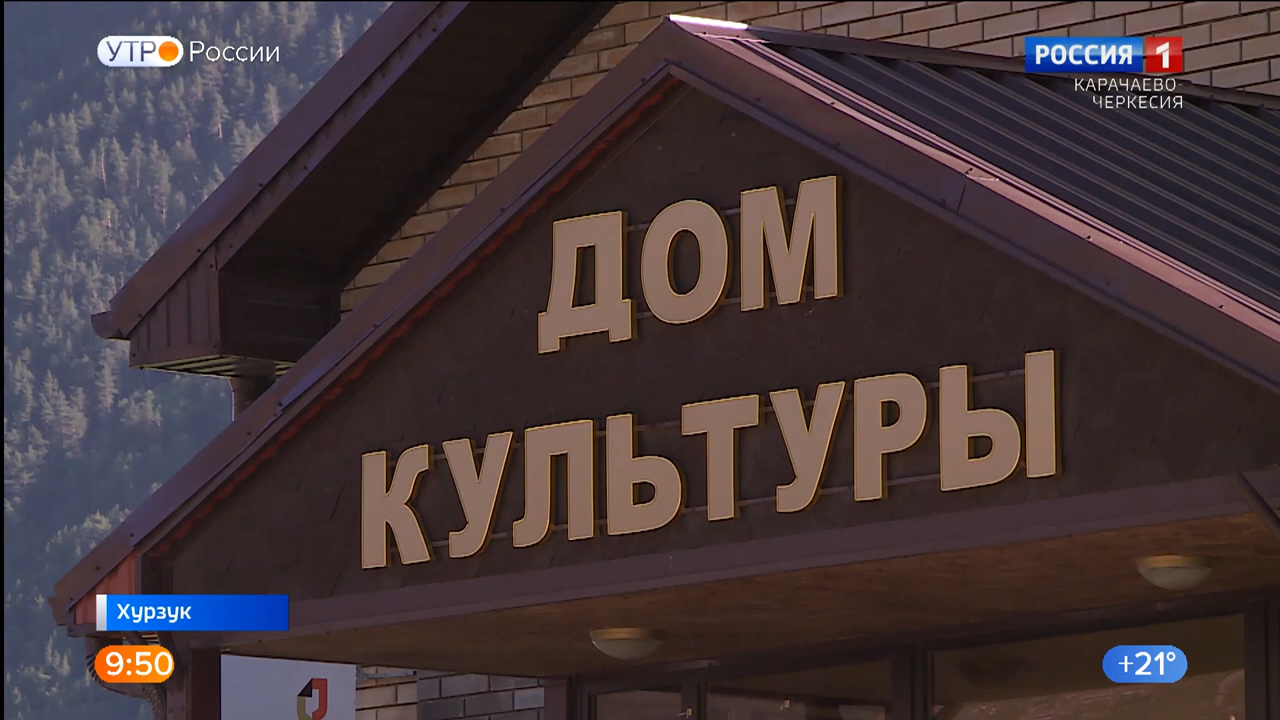 УТРО России
РОССИЯ 1
КАРАЧАЕВО-
ЧЕРКЕСИЯ
ДОМ
КУЛЬТУРЫ
Хурзук
9:50
+21°